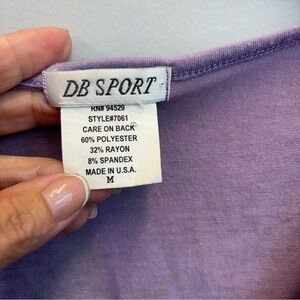 DB SPORT
RN# 94529
STYLE#7061
CARE ON BACK
60% POLYESTER
32% RAYON
8% SPANDEX
MADE IN U.S.A.
M